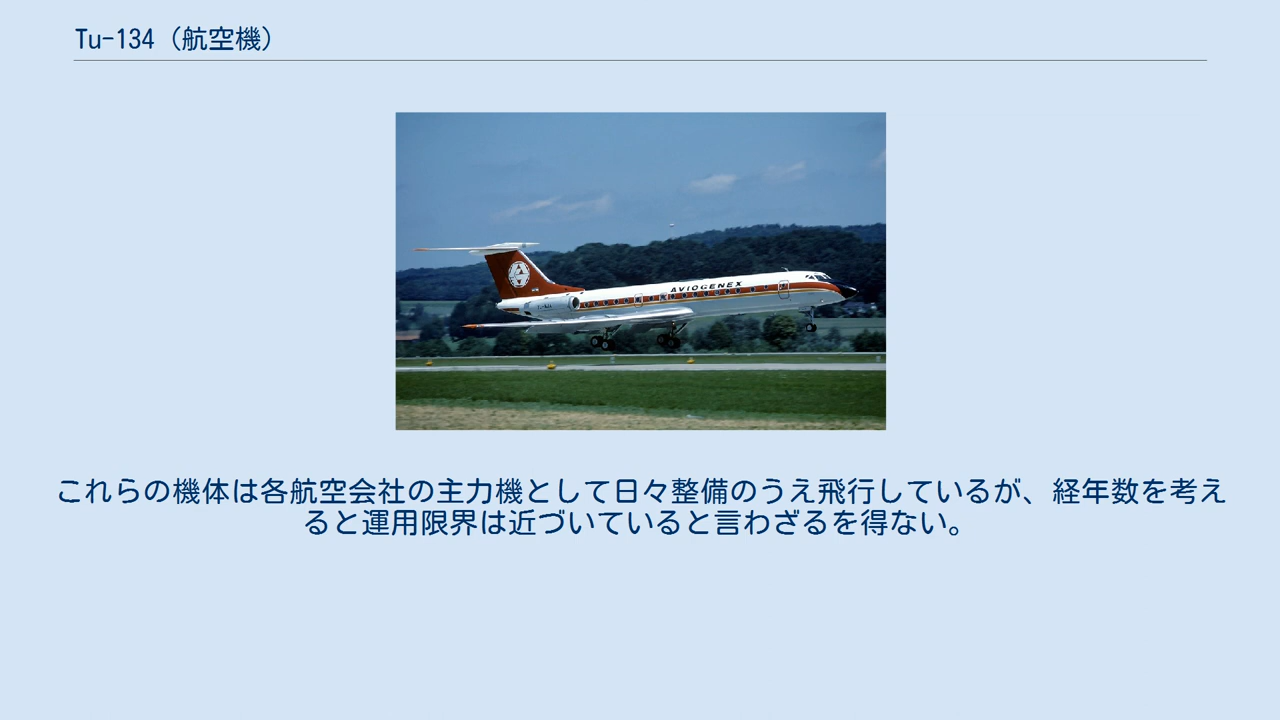 Tu-134（航空機）
AVIOGENEX
これらの機体は各航空会社の主力機として日々整備のうえ飛行しているが、経年数を考え
ると運用限界は近づいていると言わざるを得ない。